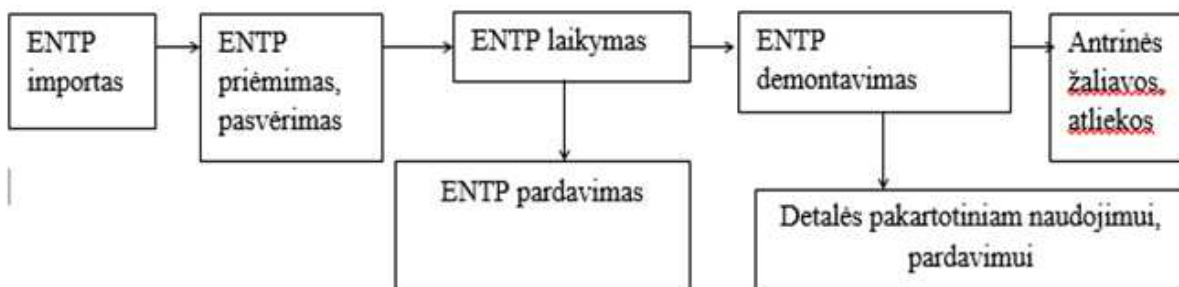 ENTP
importas
ENTP
priėmimas,
pasvėrimas
ENTP laikymas
ENTP
demontavimas
Antrinės
žaliavos,
atliekos
ENTP pardavimas
Detalės pakartotiniam naudojimui,
pardavimui